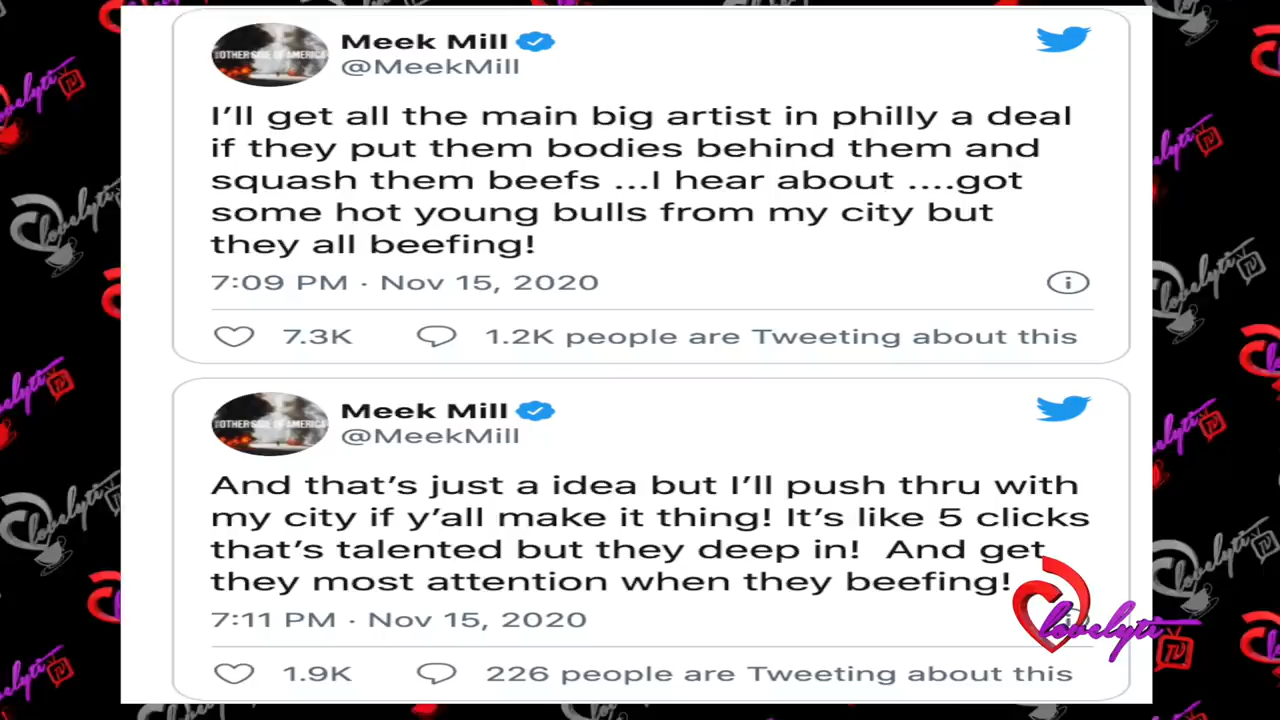 Meek Mill
@MeekMill
I'll get all the main big artist in philly a deal
if they put them bodies behind them and
squash them beefs ...I hear about ....got
some hot young bulls from my city but
they all beefing!
7:09 PM · Nov 15, 2020
7.3K 1.2K people are Tweeting about this
Meek Mill
@MeekMill
And that's just a idea but I'll push thru with
my city if y'all make it thing! It's like 5 clicks
that's talented but they deep in!  And get
they most attention when they beefing!
7:11 PM · Nov 15, 2020
1.9K 226 people are Tweeting about this
lovelyti
TV